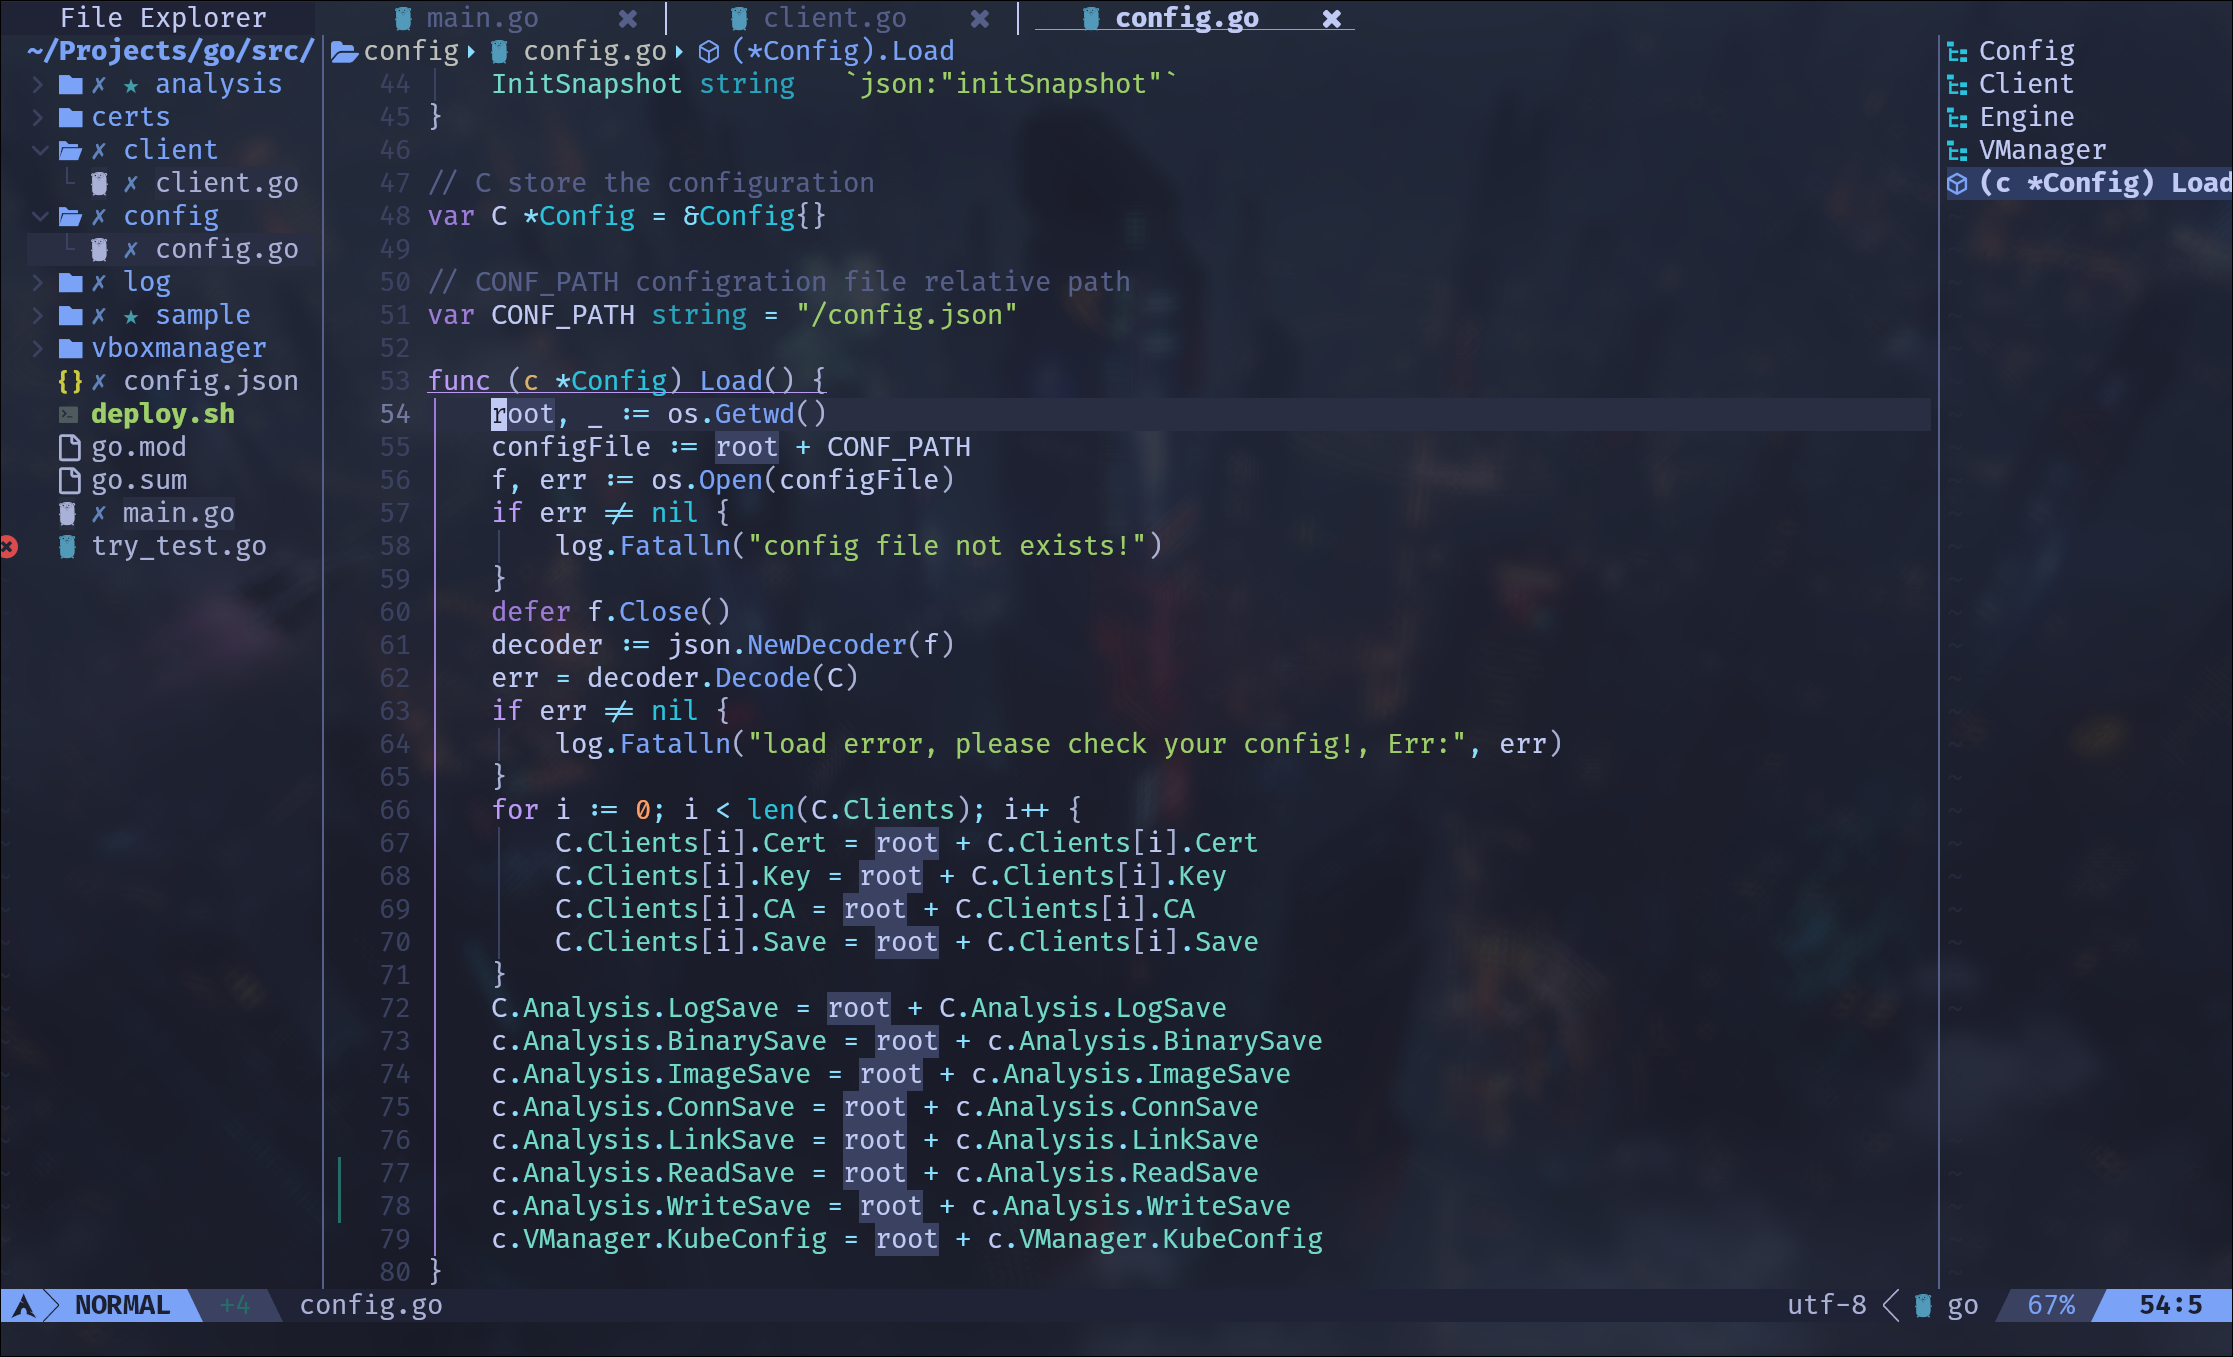 File Explorer
main.go
client.go
config.go
~/Projects/go/src/
analysis
certs
client
client.go
config
config.go
log
sample
vboxmanager
config.json
deploy.sh
go.mod
go.sum
main.go
try_test.go
config config.go (*Config).Load
44 InitSnapshot string `json:"initSnapshot"`
45 }
46
47 // C store the configuration
48 var C *Config = &Config{}
49
50 // CONF_PATH configration file relative path
51 var CONF_PATH string = "/config.json"
52
53 func (c *Config) Load() {
54 root, _ := os.Getwd()
55 configFile := root + CONF_PATH
56 f, err := os.Open(configFile)
57 if err != nil {
58 log.Fatalln("config file not exists!")
59 }
60 defer f.Close()
61 decoder := json.NewDecoder(f)
62 err = decoder.Decode(C)
63 if err != nil {
64 log.Fatalln("load error, please check your config!, Err:", err)
65 }
66 for i := 0; i < len(C.Clients); i++ {
67 C.Clients[i].Cert = root + C.Clients[i].Cert
68 C.Clients[i].Key = root + C.Clients[i].Key
69 C.Clients[i].CA = root + C.Clients[i].CA
70 C.Clients[i].Save = root + C.Clients[i].Save
71 }
72 C.Analysis.LogSave = root + C.Analysis.LogSave
73 c.Analysis.BinarySave = root + c.Analysis.BinarySave
74 c.Analysis.ImageSave = root + c.Analysis.ImageSave
75 c.Analysis.ConnSave = root + c.Analysis.ConnSave
76 c.Analysis.LinkSave = root + c.Analysis.LinkSave
77 c.Analysis.ReadSave = root + c.Analysis.ReadSave
78 c.Analysis.WriteSave = root + c.Analysis.WriteSave
79 c.VManager.KubeConfig = root + c.VManager.KubeConfig
80 }
Config
Client
Engine
VManager
(c *Config) Load
NORMAL +4 config.go utf-8 go 67% 54:5